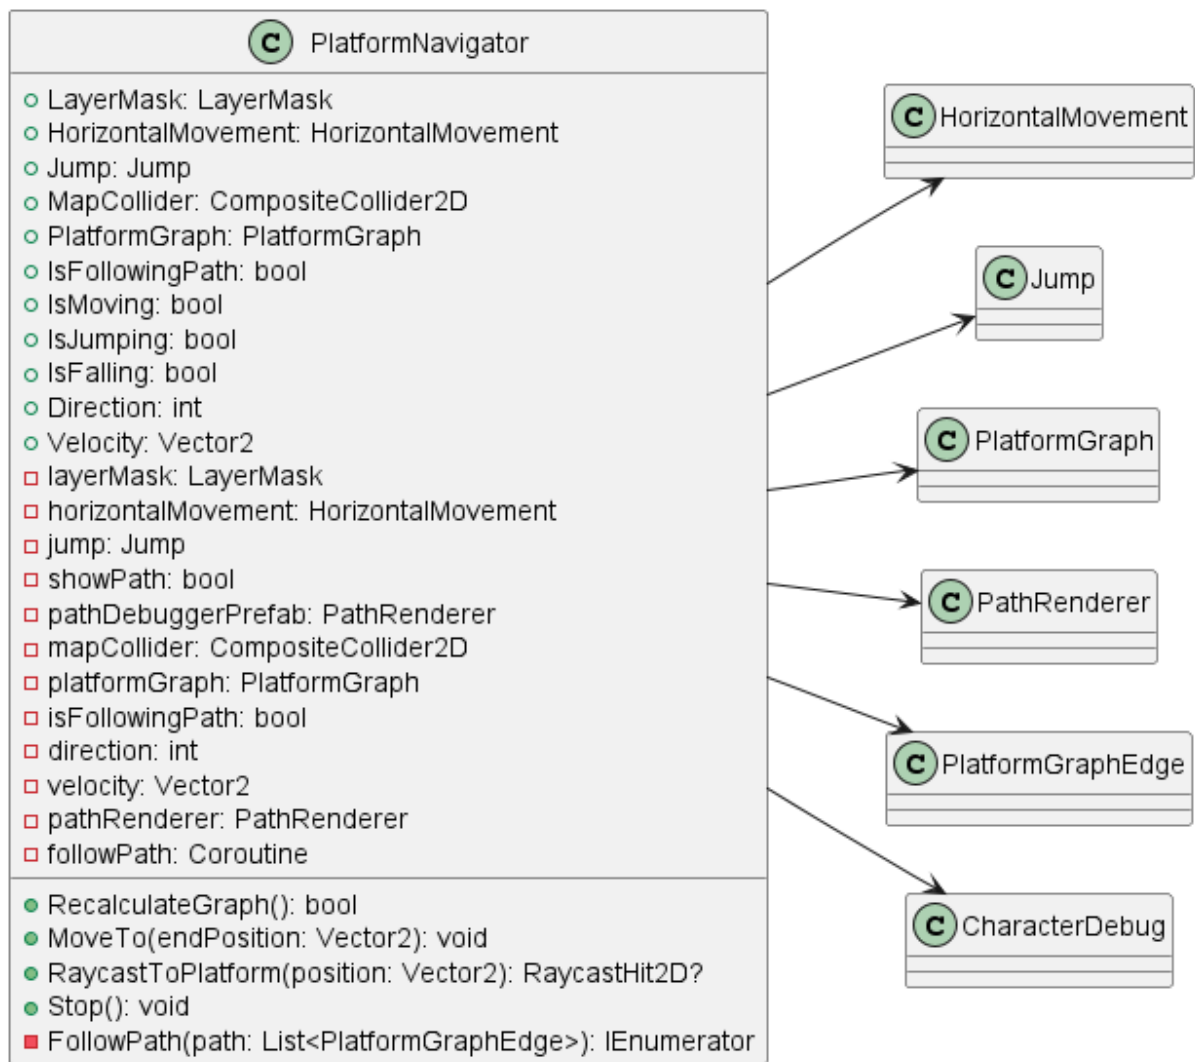 C PlatformNavigator
LayerMask: LayerMask
HorizontalMovement: HorizontalMovement
Jump: Jump
MapCollider: CompositeCollider2D
PlatformGraph: PlatformGraph
IsFollowingPath: bool
IsMoving: bool
IsJumping: bool
IsFalling: bool
Direction: int
Velocity: Vector2
layerMask: LayerMask
horizontalMovement: HorizontalMovement
jump: Jump
showPath: bool
pathDebuggerPrefab: PathRenderer
mapCollider: CompositeCollider2D
platformGraph: PlatformGraph
isFollowingPath: bool
direction: int
velocity: Vector2
pathRenderer: PathRenderer
followPath: Coroutine
RecalculateGraph(): bool
MoveTo(endPosition: Vector2): void
RaycastToPlatform(position: Vector2): RaycastHit2D?
Stop(): void
FollowPath(path: List<PlatformGraphEdge>): IEnumerator
C HorizontalMovement
C Jump
C PlatformGraph
C PathRenderer
C PlatformGraphEdge
C CharacterDebug